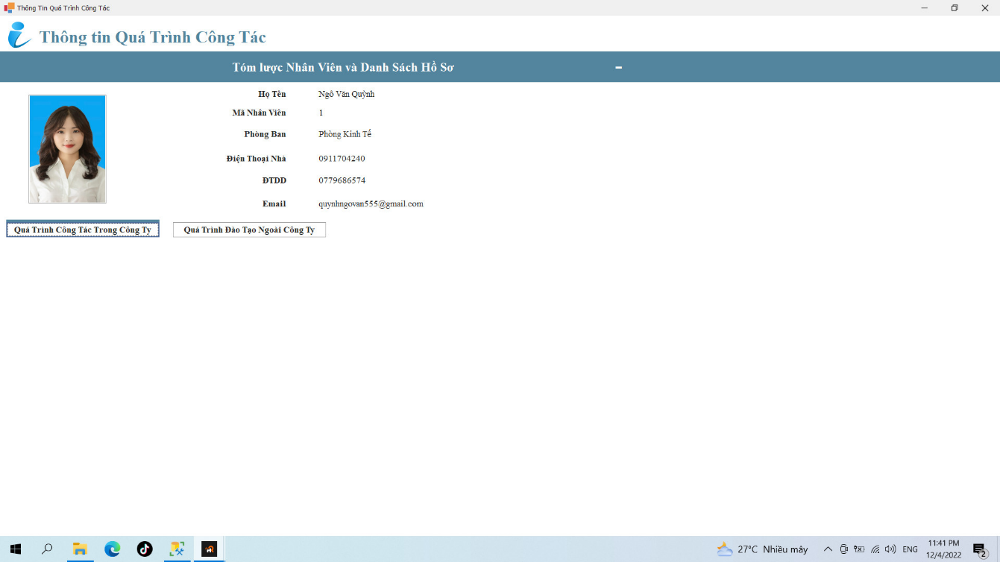 Thông Tin Quá Trình Công Tác
Thông tin Quá Trình Công Tác
Tóm lược Nhân Viên và Danh Sách Hồ Sơ
Họ Tên Ngô Văn Quỳnh
Mã Nhân Viên 1
Phòng Ban Phòng Kinh Tế
Điện Thoại Nhà 0911704240
ĐTDD 0779686574
Email quynhngovan555@gmail.com
Quá Trình Công Tác Trong Công Ty Quá Trình Đào Tạo Ngoài Công Ty
27°C Nhiều mây ENG 11:41 PM
12/4/2022 2